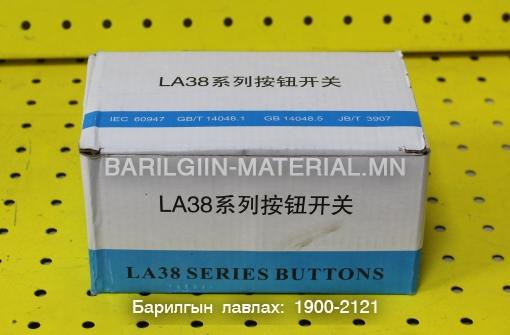 LA38系列按钮开关
IEC 60947 GB/T 14048.1 GB 14048.5 JB/T 3907
BARILGIIN-MATERIAL.MN
LA38系列按钮开关
LA38 SERIES BUTTONS
Барилгын лавлах: 1900-2121